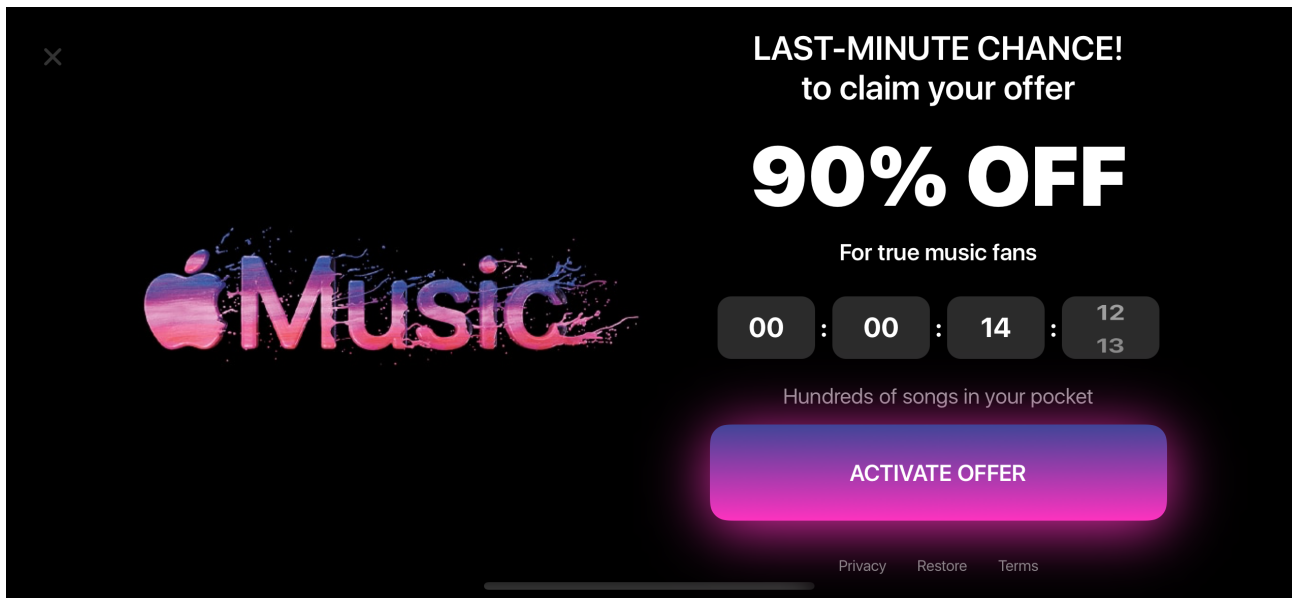 Music
LAST-MINUTE CHANCE!
to claim your offer
90% OFF
For true music fans
00 : 00 : 14 : 12
13
Hundreds of songs in your pocket
ACTIVATE OFFER
Privacy Restore Terms